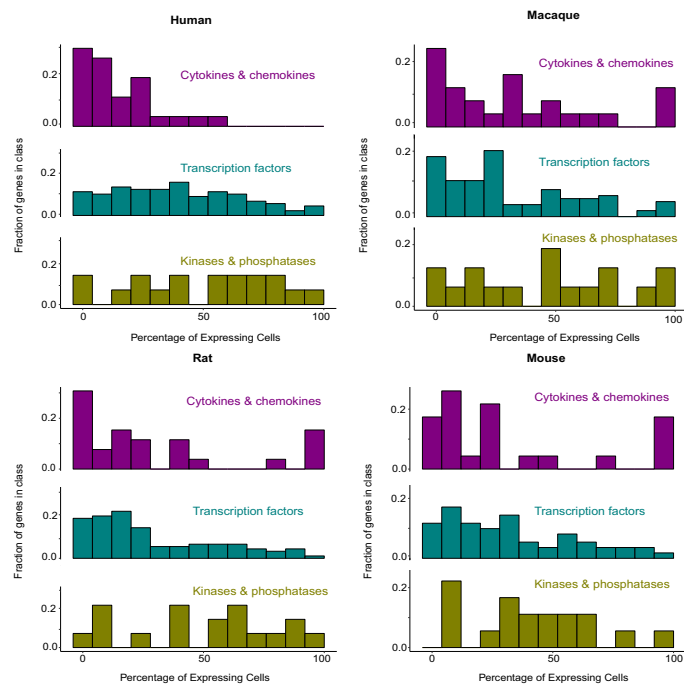 Human
Cytokines & chemokines
0.2
0.0
Transcription factors
0.2
0.0
Kinases & phosphatases
0.2
0.0
Fraction of genes in class
0 50 100
Percentage of Expressing Cells
Macaque
Cytokines & chemokines
0.2
0.0
Transcription factors
0.2
0.0
Kinases & phosphatases
0.2
0.0
Fraction of genes in class
0 50 100
Percentage of Expressing Cells
Rat
Cytokines & chemokines
0.2
0.0
Transcription factors
0.2
0.0
Kinases & phosphatases
0.2
0.0
Fraction of genes in class
0 50 100
Percentage of Expressing Cells
Mouse
Cytokines & chemokines
0.2
0.0
Transcription factors
0.2
0.0
Kinases & phosphatases
0.2
0.0
Fraction of genes in class
0 50 100
Percentage of Expressing Cells